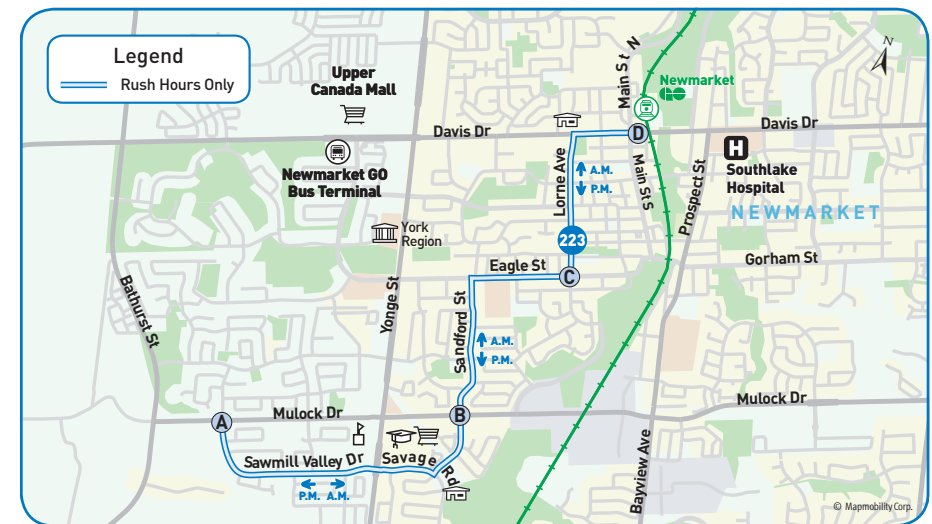 Legend
Rush Hours Only
Upper
Canada Mall
Newmarket GO
Bus Terminal
Main St N
Newmarket
GO
N
Davis Dr
D
Davis Dr
H
Southlake
Hospital
NEWMARKET
Lorne Ave
A.M.
P.M.
Main St S
Prospect St
York
Region
223
Eagle St
C
Gorham St
Bathurst St
Yonge St
Sandford St
A.M.
P.M.
Mulock Dr
A
B
Mulock Dr
Sawmill Valley Dr
Savage Rd
P.M. A.M.
Bayview Ave
© Mapmobility Corp.